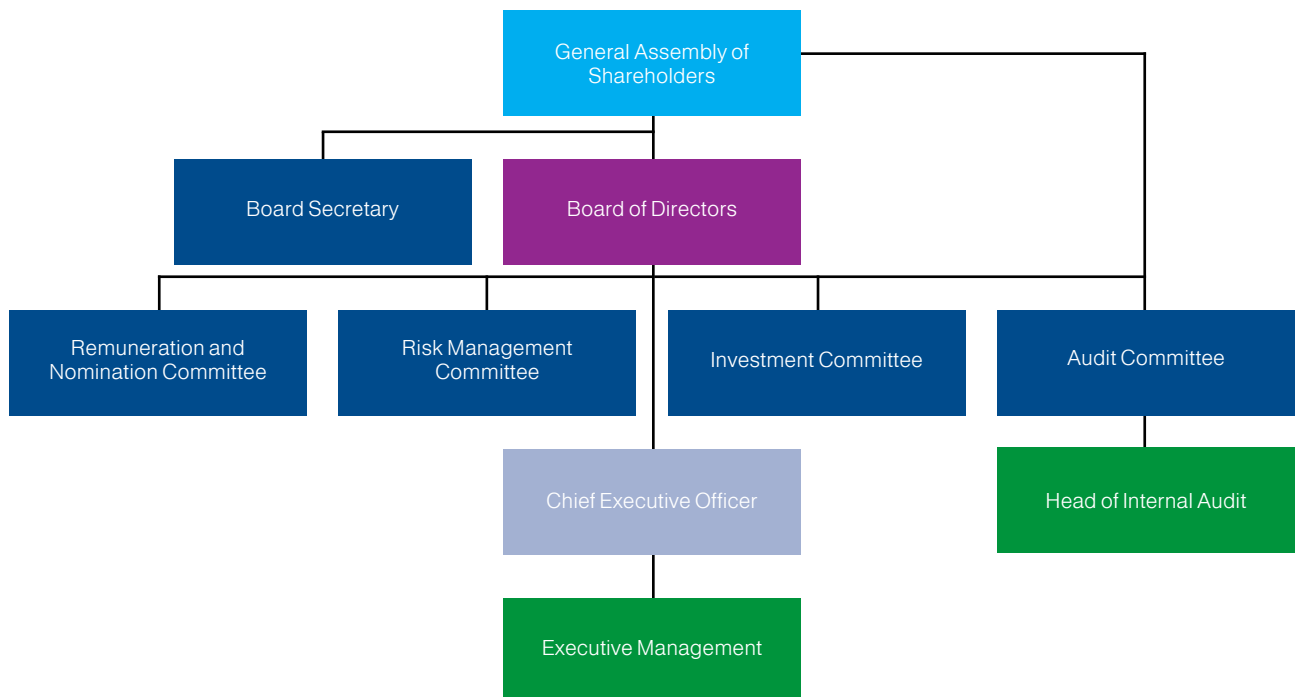 General Assembly of
Shareholders
Board Secretary
Board of Directors
Remuneration and
Nomination Committee
Risk Management
Committee
Investment Committee
Audit Committee
Chief Executive Officer
Head of Internal Audit
Executive Management